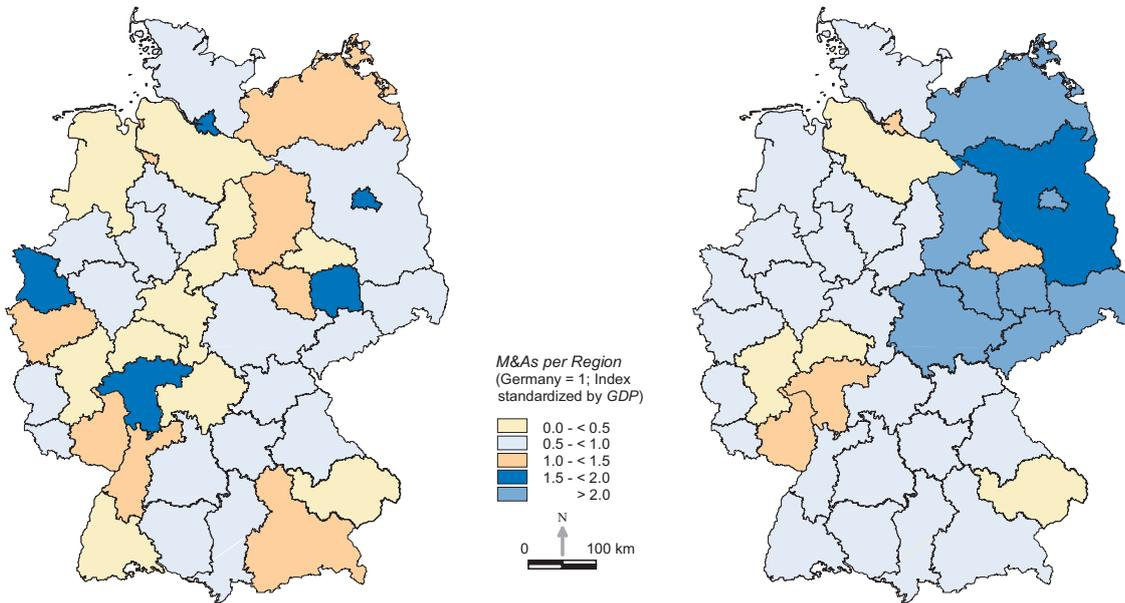 M&As per Region
(Germany = 1; Index
standardized by GDP)
0.0 - < 0.5
0.5 - < 1.0
1.0 - < 1.5
1.5 - < 2.0
> 2.0
N
0 100 km